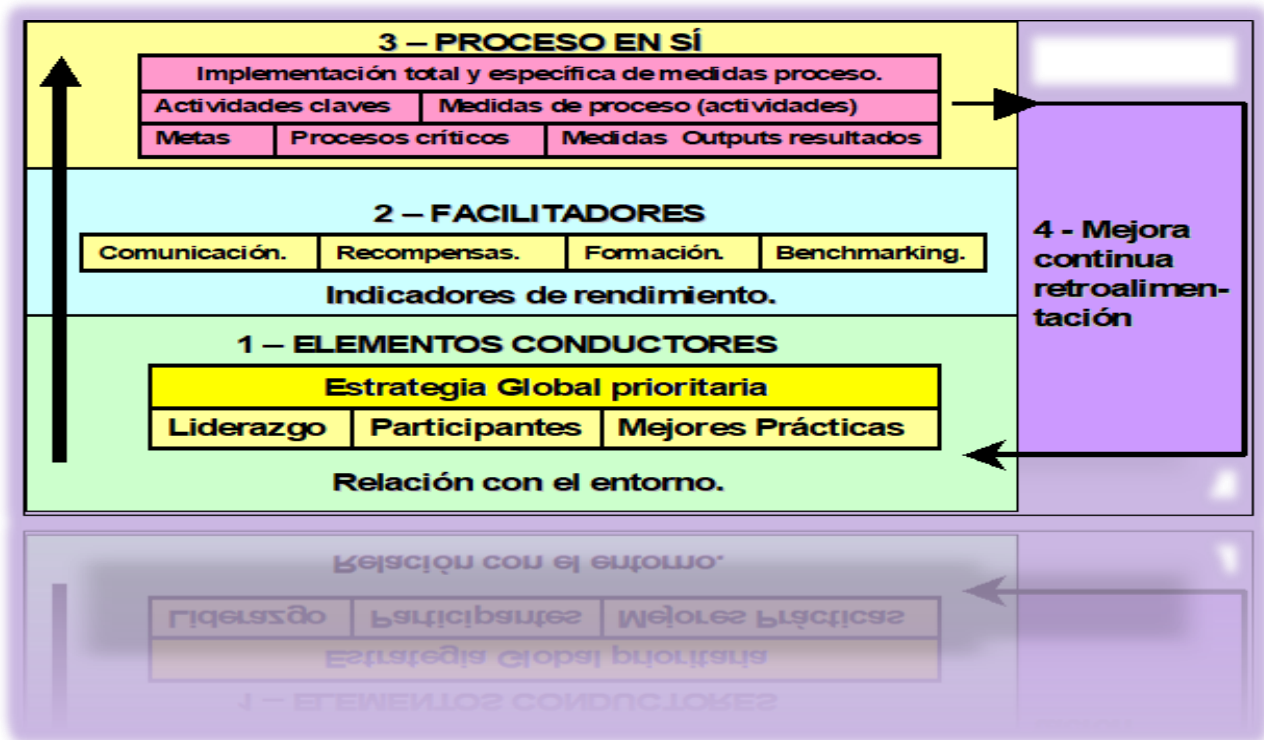 3 – PROCESO EN SÍ
Implementación total y específica de medidas proceso.
Actividades claves Medidas de proceso (actividades)
Metas Procesos críticos Medidas Outputs resultados
2 – FACILITADORES
Comunicación. Recompensas. Formación. Benchmarking.
Indicadores de rendimiento.
1 – ELEMENTOS CONDUCTORES
Estrategia Global prioritaria
Liderazgo Participantes Mejores Prácticas
Relación con el entorno.
4 - Mejora
continua
retroalimen-
tación